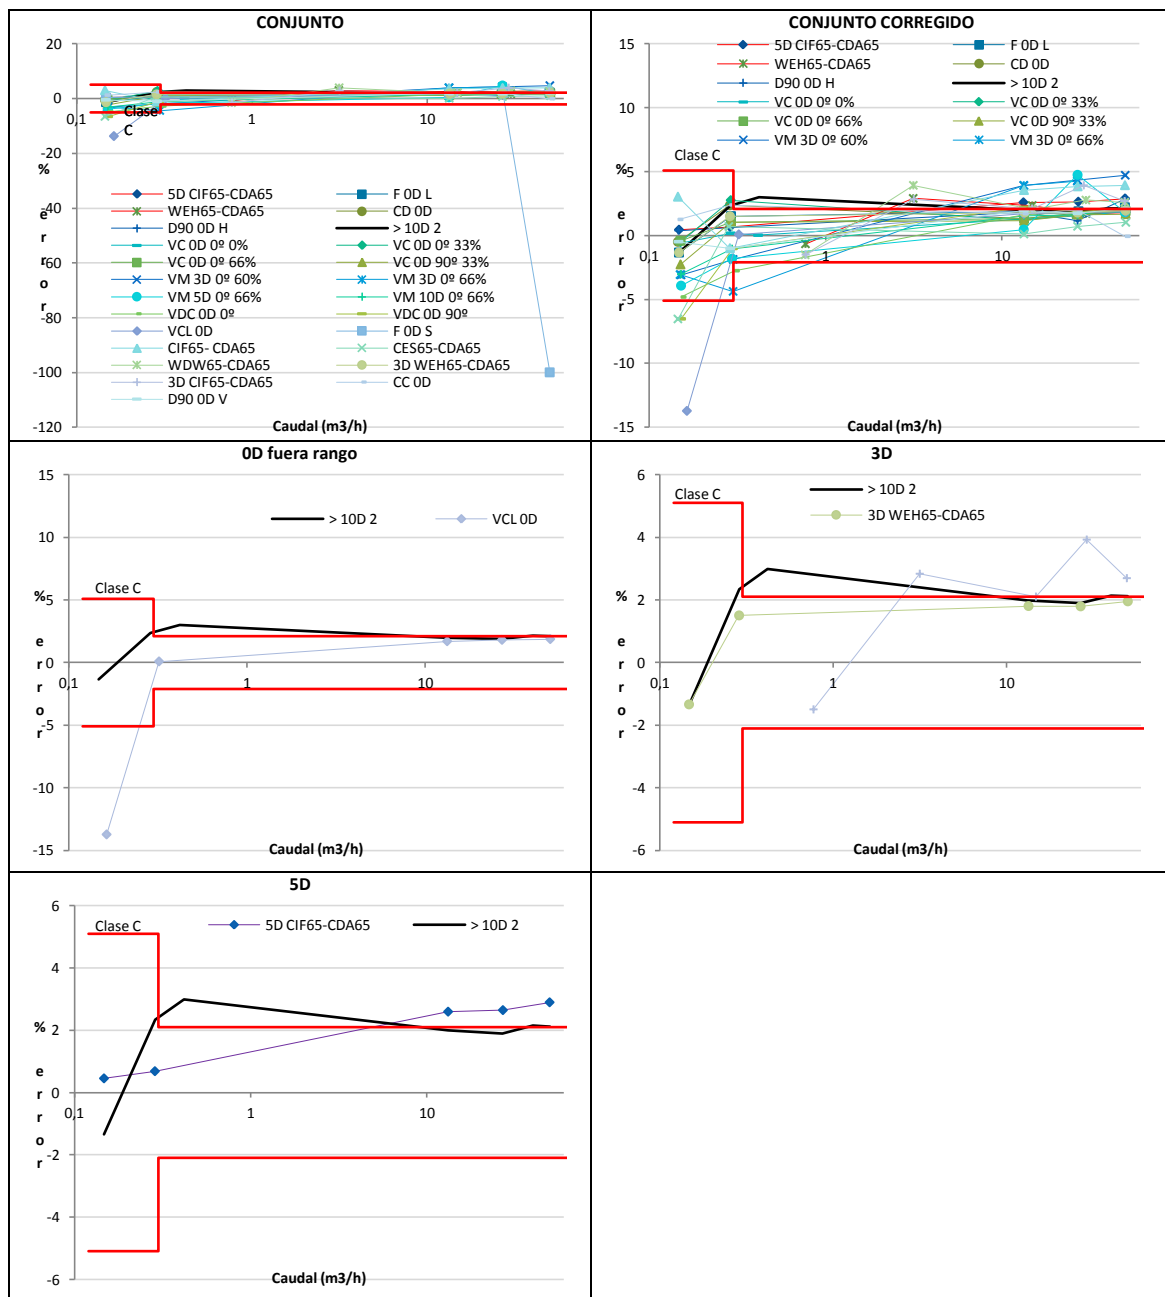 CONJUNTO
20
0
-20
-40
-60
-80
-100
-120
0,1
1
10
Clase
C
%
e
r
r
o
r
5D CIF65-CDA65
F 0D L
WEH65-CDA65
CD 0D
D90 0D H
> 10D 2
VC 0D 0º 0%
VC 0D 0º 33%
VC 0D 0º 66%
VC 0D 90º 33%
VM 3D 0º 60%
VM 3D 0º 66%
VM 5D 0º 66%
VM 10D 0º 66%
VDC 0D 0º
VDC 0D 90º
VCL 0D
F 0D S
CIF65- CDA65
CES65-CDA65
WDW65-CDA65
3D WEH65-CDA65
3D CIF65-CDA65
CC 0D
D90 0D V
Caudal (m3/h)
CONJUNTO CORREGIDO
15
10
5
0
-5
-10
-15
0,1
1
10
Clase C
%
e
r
r
o
r
5D CIF65-CDA65
F 0D L
WEH65-CDA65
CD 0D
D90 0D H
> 10D 2
VC 0D 0º 0%
VC 0D 0º 33%
VC 0D 0º 66%
VC 0D 90º 33%
VM 3D 0º 60%
VM 3D 0º 66%
Caudal (m3/h)
0D fuera rango
15
10
5
0
-5
-10
-15
0,1
1
10
Clase C
%
e
r
r
o
r
> 10D 2
VCL 0D
Caudal (m3/h)
3D
6
4
2
0
-2
-4
-6
0,1
1
10
Clase C
%
e
r
r
o
r
> 10D 2
3D WEH65-CDA65
Caudal (m3/h)
5D
6
4
2
0
-2
-4
-6
0,1
1
10
Clase C
%
e
r
r
o
r
5D CIF65-CDA65
> 10D 2
Caudal (m3/h)